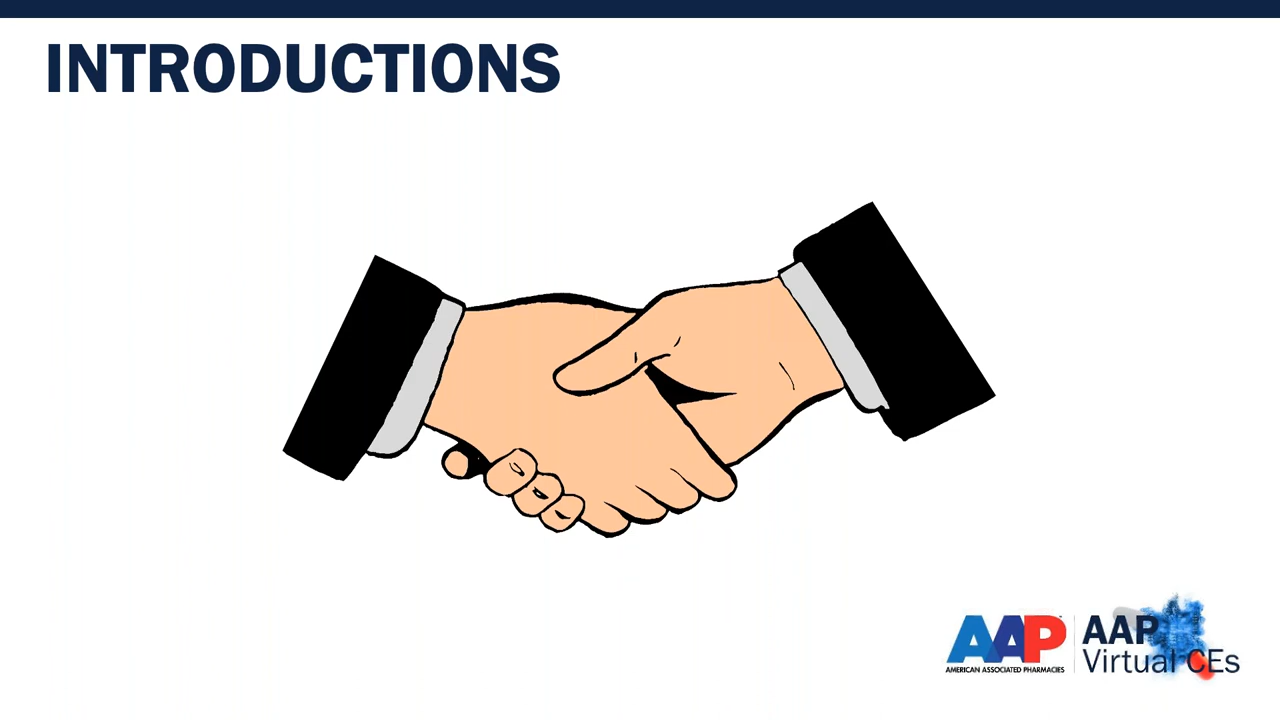 INTRODUCTIONS
AAP
AMERICAN ASSOCIATED PHARMACIES
AAP
Virtual CEs